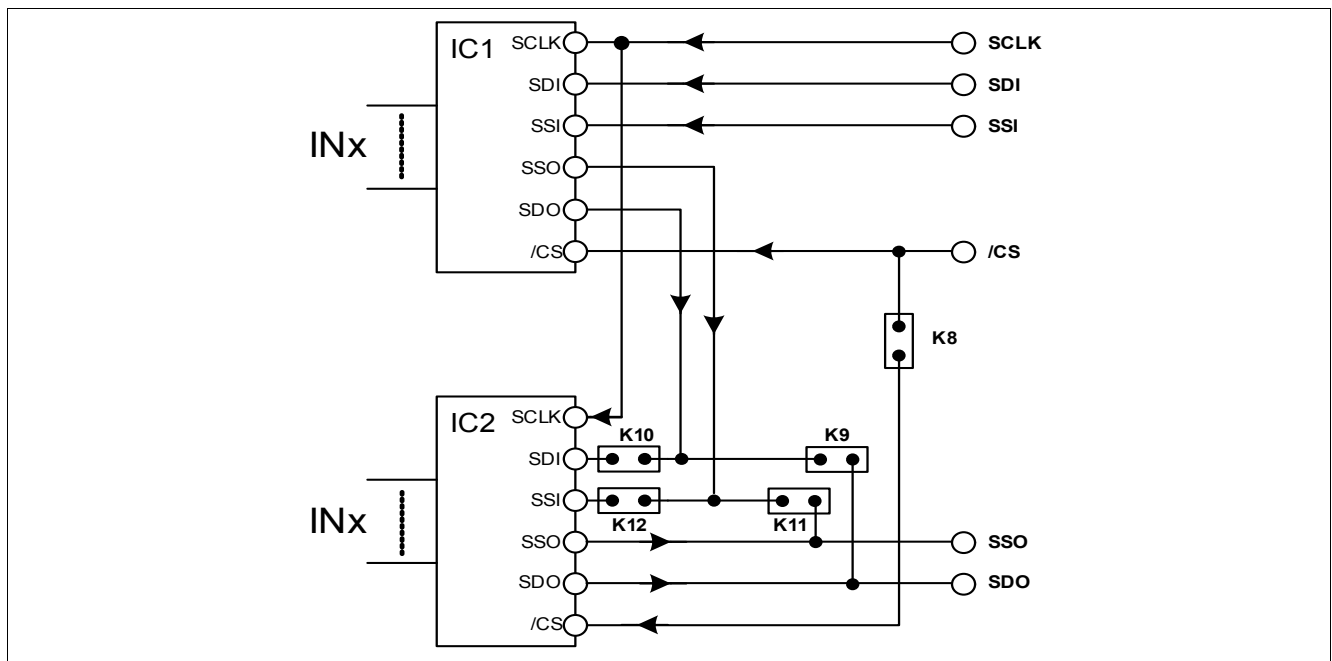 IC1
SCLK
SCLK
SDI
SDI
SSI
SSI
INx
SSO
SDO
/CS
/CS
K8
IC2
SCLK
K10
K9
SDI
SSI
INx
K12
K11
SSO
SSO
SDO
SDO
/CS